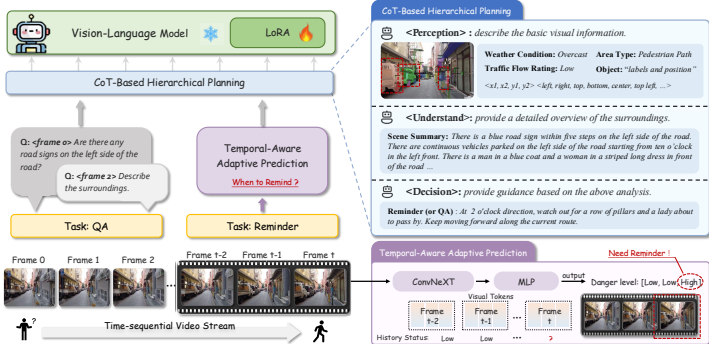 Vision-Language Model
LoRA
CoT-Based Hierarchical Planning
Q: <frame 0> Are there any
road signs on the left side of the
road?
Q: <frame 2> Describe
the surroundings.
Temporal-Aware
Adaptive Prediction
When to Remind ?
Task: QA
Task: Reminder
Frame 0
Frame 1
Frame 2
...
Frame t-2
Frame t-1
Frame t
?
Time-sequential Video Stream
CoT-Based Hierarchical Planning
<Perception> : describe the basic visual information.
Weather Condition: Overcast
Area Type: Pedestrian Path
Traffic Flow Rating: Low
Object: “labels and position”
<x1, x2, y1, y2> <left, right, top, bottom, center, top left, …>
<Understand>: provide a detailed overview of the surroundings.
Scene Summary: There is a blue road sign within five steps on the left side of the road.
There are continuous vehicles parked on the left side of the road starting from ten o’clock
in the left front. There is a man in a blue coat and a woman in a striped long dress in front
of the road …
<Decision>: provide guidance based on the above analysis.
Reminder (or QA) : At 2 o'clock direction, watch out for a row of pillars and a lady about
to pass by. Keep moving forward along the current route.
Temporal-Aware Adaptive Prediction
Need Reminder !
ConvNeXT
MLP
output
Danger level: [Low, Low, High]
Visual Tokens
Frame
t-2
Frame
t-1
...
Frame
t
History Status:
Low
Low
...
?